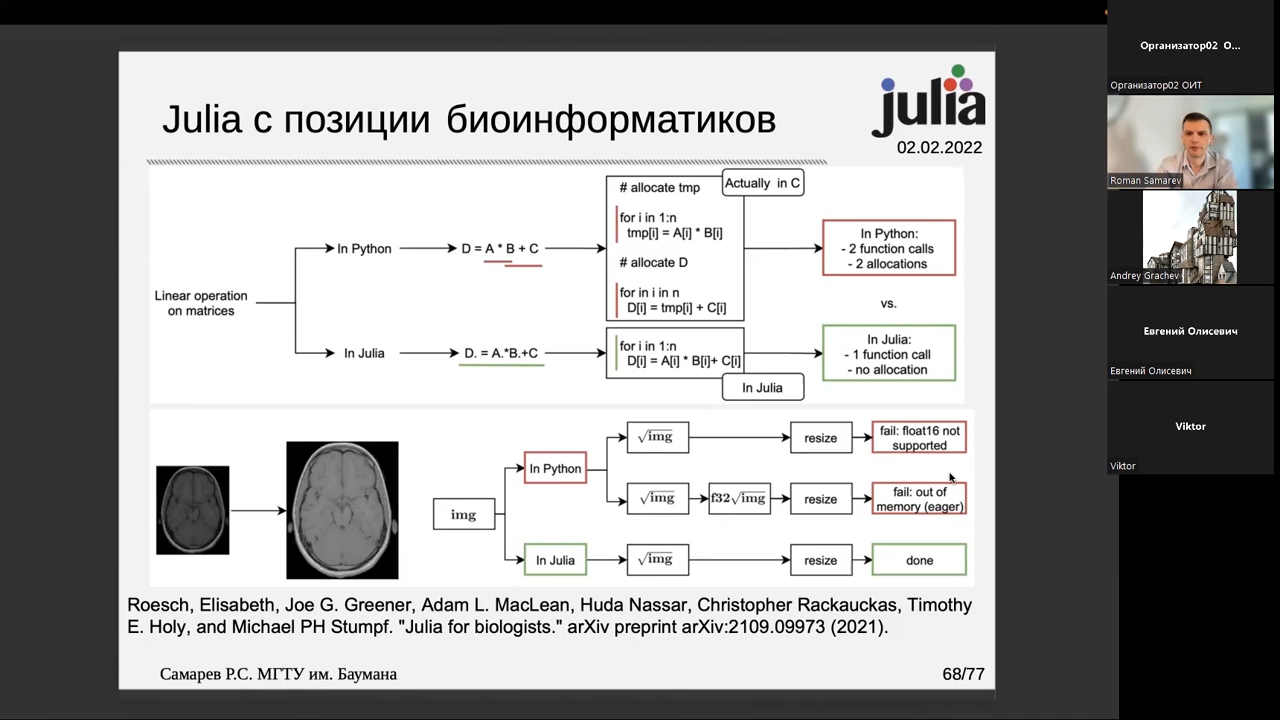 Julia с позиции биоинформатиков
julia
02.02.2022
Linear operation
on matrices
In Python
D = A * B + C
# allocate tmp
for i in 1:n
tmp[i] = A[i] * B[i]
# allocate D
for in i in n
D[i] = tmp[i] + C[i]
Actually in C
In Python:
- 2 function calls
- 2 allocations
vs.
In Julia
D. = A.*B.+C
for i in 1:n
D[i] = A[i] * B[i]+ C[i]
In Julia
In Julia:
- 1 function call
- no allocation
img
In Python
√img
resize
fail: float16 not
supported
√img
f32√img
resize
fail: out of
memory (eager)
In Julia
√img
resize
done
Roesch, Elisabeth, Joe G. Greener, Adam L. MacLean, Huda Nassar, Christopher Rackauckas, Timothy
E. Holy, and Michael PH Stumpf. "Julia for biologists." arXiv preprint arXiv:2109.09973 (2021).
Самарев Р.С. МГТУ им. Баумана
68/77
Организатор02 О...
Организатор02 ОИТ
Roman Samarev
Andrey Grachev
Евгений Олисевич
Евгений Олисевич
Viktor
Viktor